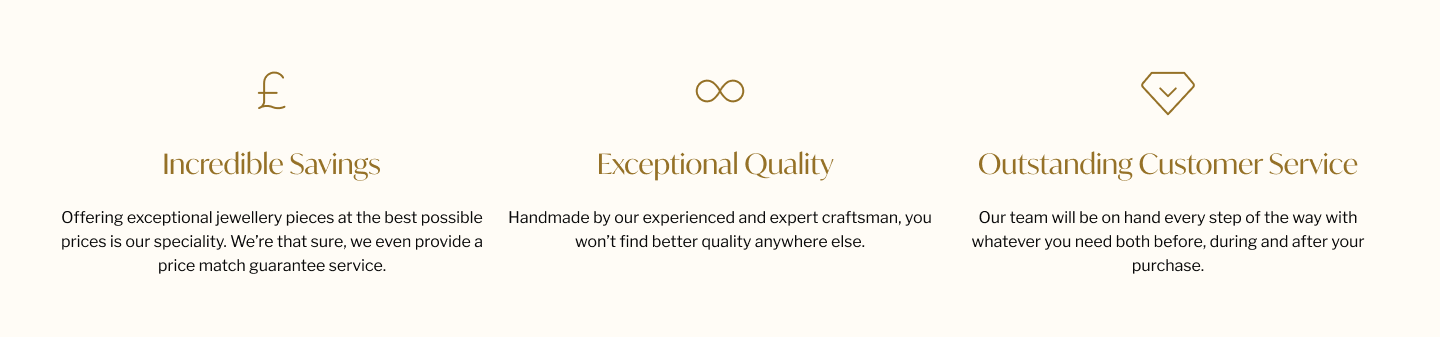 £
Incredible Savings
Offering exceptional jewellery pieces at the best possible
prices is our speciality. We’re that sure, we even provide a
price match guarantee service.
Exceptional Quality
Handmade by our experienced and expert craftsman, you
won’t find better quality anywhere else.
Outstanding Customer Service
Our team will be on hand every step of the way with
whatever you need both before, during and after your
purchase.